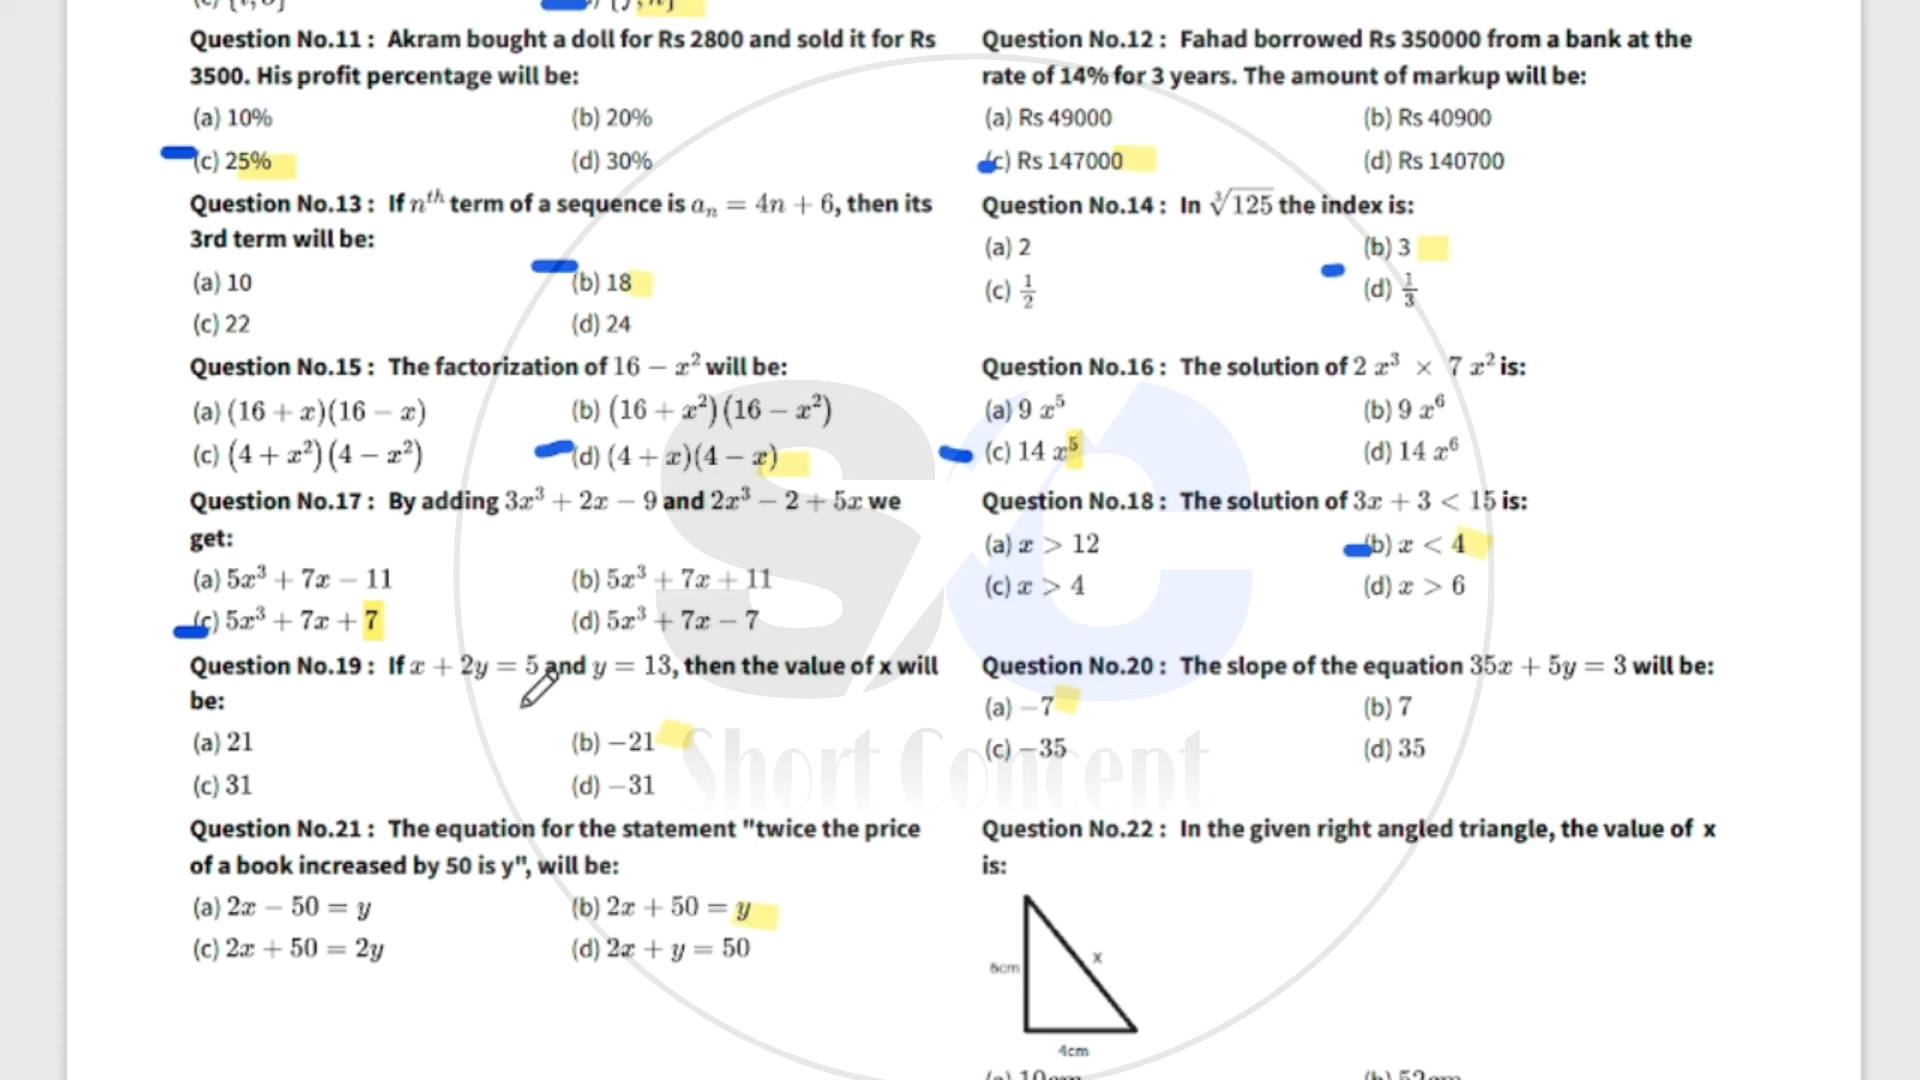 Question No.11 : Akram bought a doll for Rs 2800 and sold it for Rs
3500. His profit percentage will be:
(a) 10% (b) 20%
(c) 25% (d) 30%
Question No.12 : Fahad borrowed Rs 350000 from a bank at the
rate of 14% for 3 years. The amount of markup will be:
(a) Rs 49000 (b) Rs 40900
(c) Rs 147000 (d) Rs 140700
Question No.13 : If nᵗʰ term of a sequence is aₙ = 4n + 6, then its
3rd term will be:
(a) 10 (b) 18
(c) 22 (d) 24
Question No.14 : In ∛125 the index is:
(a) 2 (b) 3
(c) 1/2 (d) 1/3
Question No.15 : The factorization of 16 − x² will be:
(a) (16 + x)(16 − x) (b) (16 + x²)(16 − x²)
(c) (4 + x²)(4 − x²) (d) (4 + x)(4 − x)
Question No.16 : The solution of 2 x³ × 7 x² is:
(a) 9 x⁵ (b) 9 x⁶
(c) 14 x⁵ (d) 14 x⁶
Question No.17 : By adding 3x³ + 2x − 9 and 2x³ − 2 + 5x we
get:
(a) 5x³ + 7x − 11 (b) 5x³ + 7x + 11
(c) 5x³ + 7x + 7 (d) 5x³ + 7x − 7
Question No.18 : The solution of 3x + 3 < 15 is:
(a) x > 12 (b) x < 4
(c) x > 4 (d) x > 6
Question No.19 : If x + 2y = 5 and y = 13, then the value of x will
be:
(a) 21 (b) −21
(c) 31 (d) −31
Question No.20 : The slope of the equation 35x + 5y = 3 will be:
(a) −7 (b) 7
(c) −35 (d) 35
Question No.21 : The equation for the statement "twice the price
of a book increased by 50 is y", will be:
(a) 2x − 50 = y (b) 2x + 50 = y
(c) 2x + 50 = 2y (d) 2x + y = 50
Question No.22 : In the given right angled triangle, the value of x
is:
x
6cm
4cm
SC
Short Concept